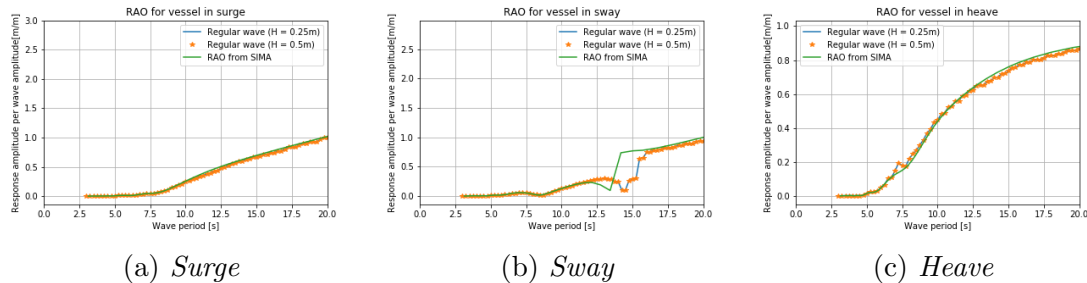 RAO for vessel in surge
Response amplitude per wave amplitude[m/m]
3.0
2.5
2.0
1.5
1.0
0.5
0.0
Regular wave (H = 0.25m)
Regular wave (H = 0.5m)
RAO from SIMA
0.0 2.5 5.0 7.5 10.0 12.5 15.0 17.5 20.0
Wave period [s]
(a) Surge
RAO for vessel in sway
Response amplitude per wave amplitude[m/m]
3.0
2.5
2.0
1.5
1.0
0.5
0.0
Regular wave (H = 0.25m)
Regular wave (H = 0.5m)
RAO from SIMA
0.0 2.5 5.0 7.5 10.0 12.5 15.0 17.5 20.0
Wave period [s]
(b) Sway
RAO for vessel in heave
Response amplitude per wave amplitude[m/m]
1.0
0.8
0.6
0.4
0.2
0.0
Regular wave (H = 0.25m)
Regular wave (H = 0.5m)
RAO from SIMA
0.0 2.5 5.0 7.5 10.0 12.5 15.0 17.5 20.0
Wave period [s]
(c) Heave